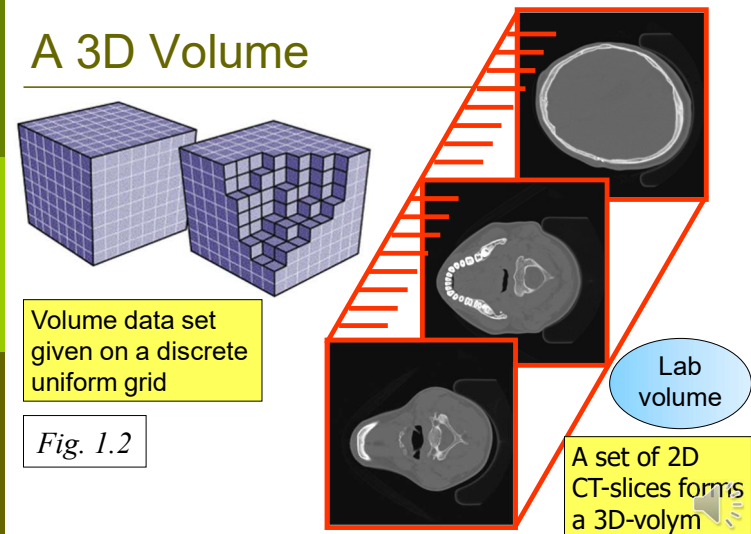 A 3D Volume
Volume data set
given on a discrete
uniform grid
Fig. 1.2
Lab
volume
A set of 2D
CT-slices forms
a 3D-volym